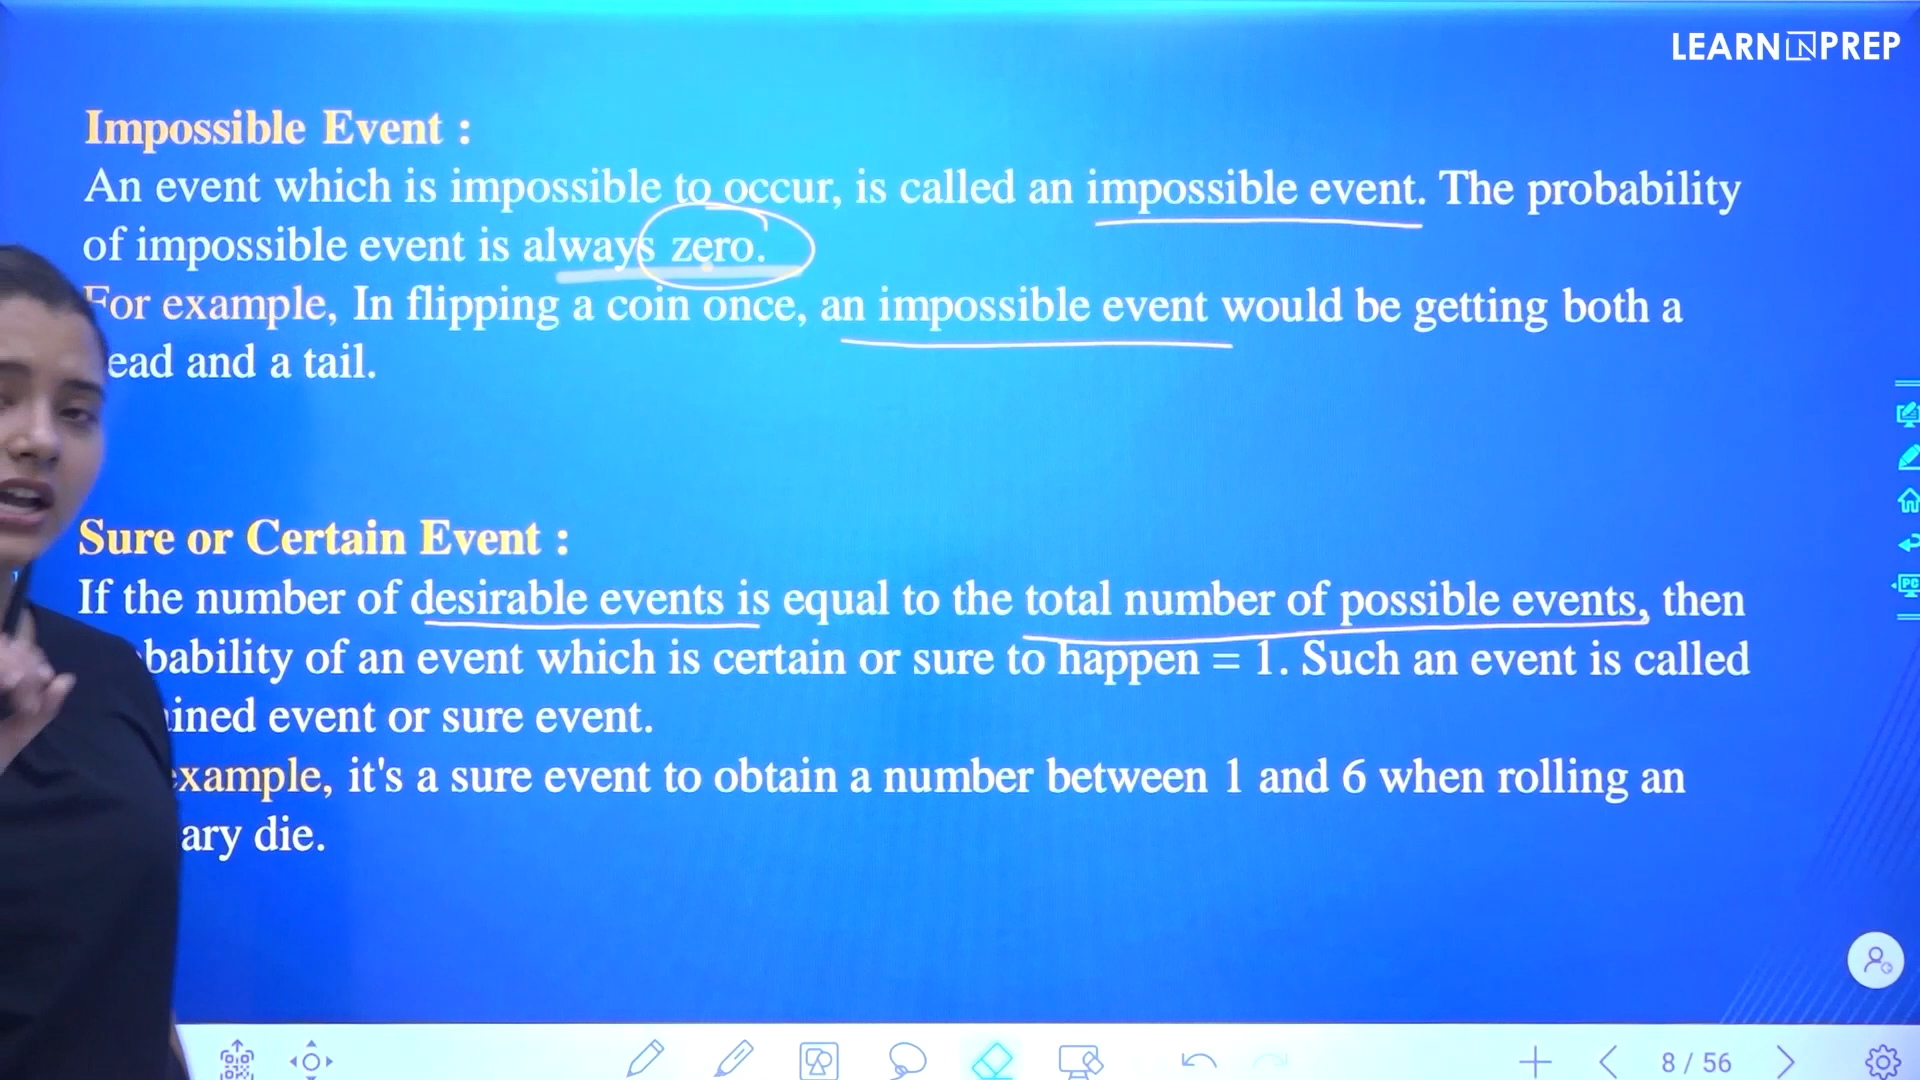 LEARN N PREP
Impossible Event :
An event which is impossible to occur, is called an impossible event. The probability
of impossible event is always zero.
For example, In flipping a coin once, an impossible event would be getting both a
ead and a tail.
Sure or Certain Event :
If the number of desirable events is equal to the total number of possible events, then
bability of an event which is certain or sure to happen = 1. Such an event is called
ined event or sure event.
example, it's a sure event to obtain a number between 1 and 6 when rolling an
ary die.
PC
8 / 56